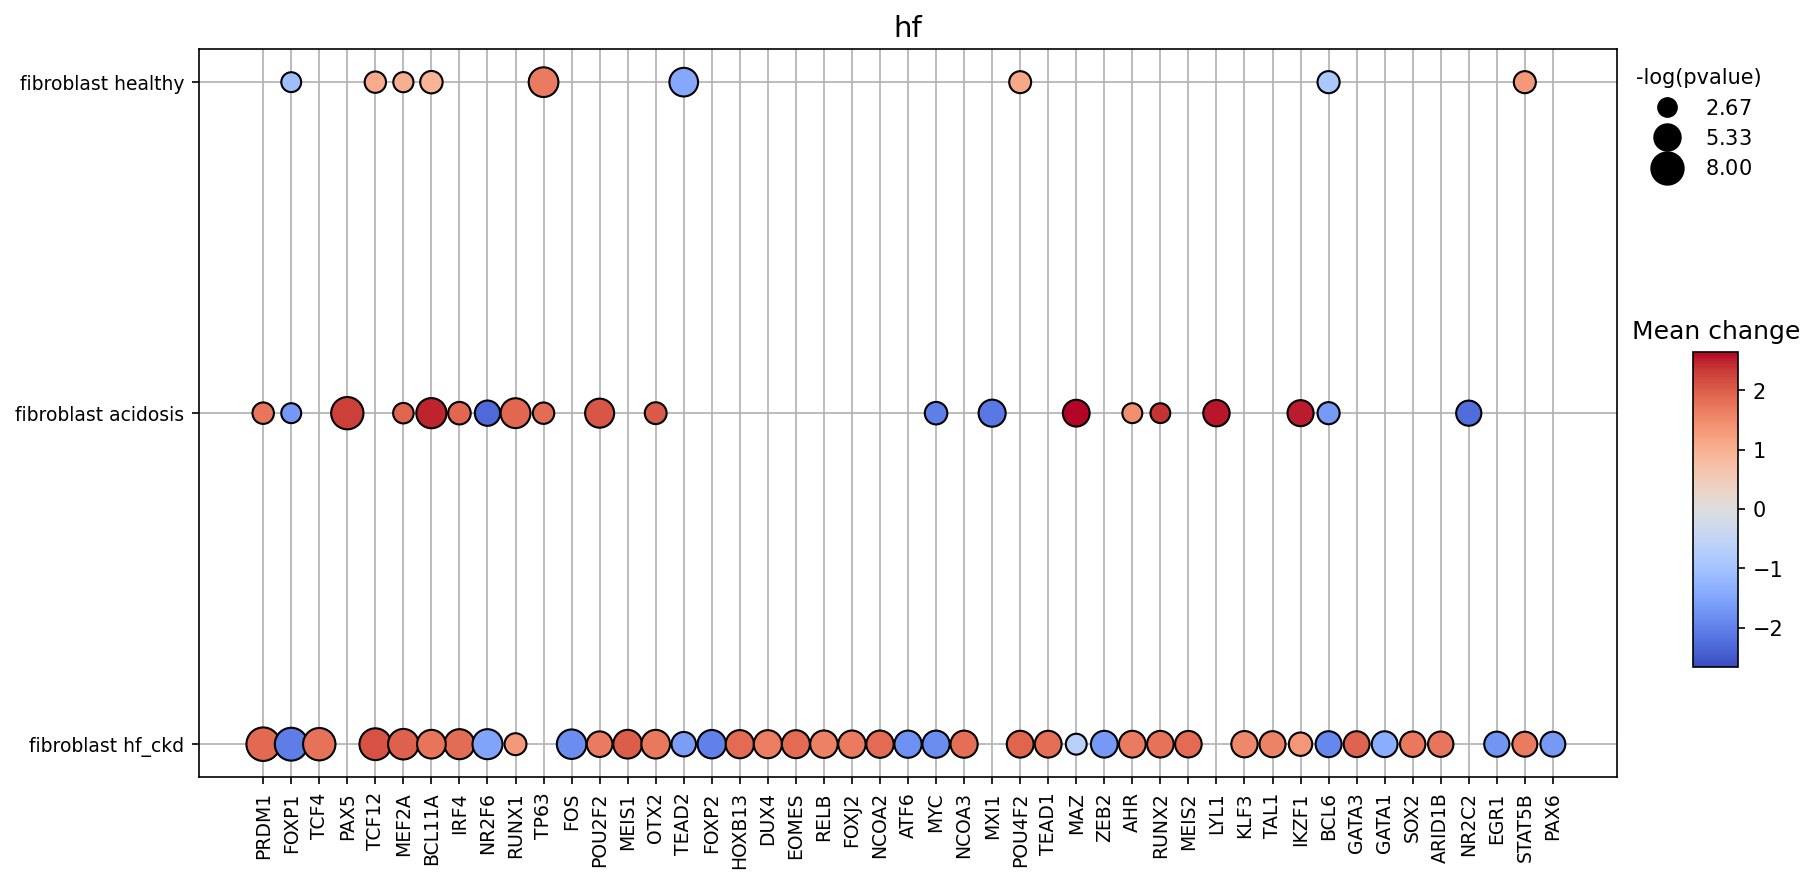 hf
fibroblast healthy
fibroblast acidosis
fibroblast hf_ckd
PRDM1
FOXP1
TCF4
PAX5
TCF12
MEF2A
BCL11A
IRF4
NR2F6
RUNX1
TP63
FOS
POU2F2
MEIS1
OTX2
TEAD2
FOXP2
HOXB13
DUX4
EOMES
RELB
FOXJ2
NCOA2
ATF6
MYC
NCOA3
MXI1
POU4F2
TEAD1
MAZ
ZEB2
AHR
RUNX2
MEIS2
LYL1
KLF3
TAL1
IKZF1
BCL6
GATA3
GATA1
SOX2
ARID1B
NR2C2
EGR1
STAT5B
PAX6
-log(pvalue)
2.67
5.33
8.00
Mean change
2
1
0
−1
−2